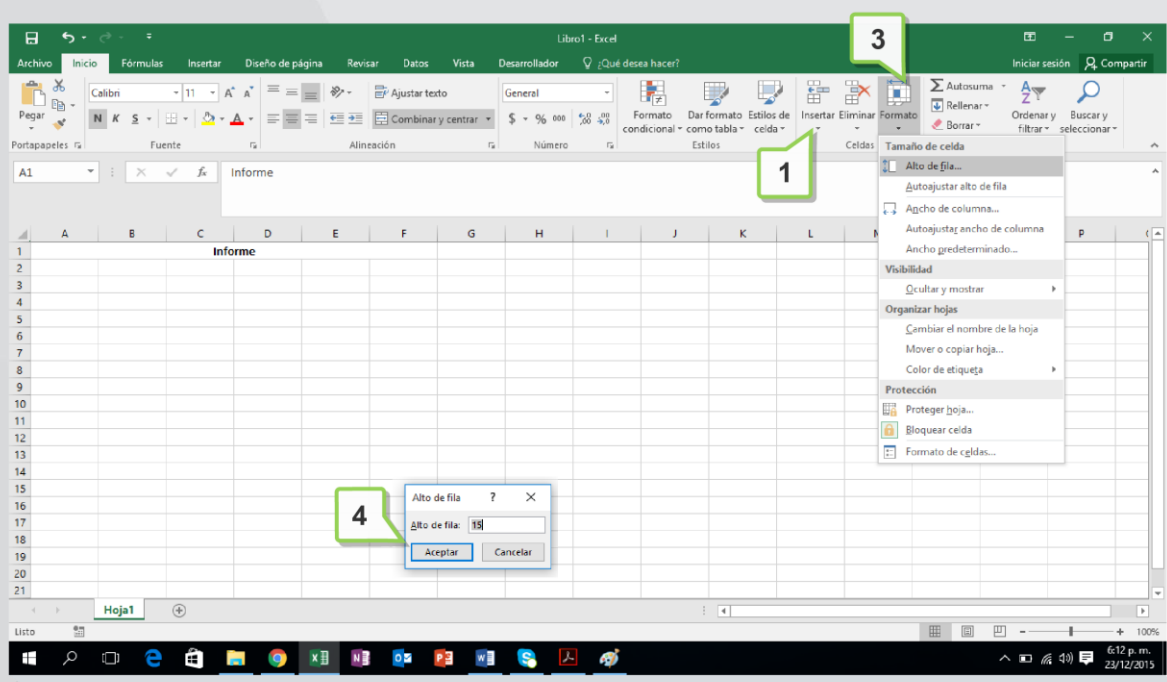 3
Libro1 - Excel
Archivo Inicio Fórmulas Insertar Diseño de página Revisar Datos Vista Desarrollador ¿Qué desea hacer? Iniciar sesión Compartir
Pegar
Calibri 11 A A
N K S A
Ajustar texto
Combinar y centrar
General
$ % 000
Formato condicional
Dar formato como tabla
Estilos de celda
Insertar Eliminar Formato
Autosuma
Rellenar
Borrar
Ordenar y filtrar
Buscar y seleccionar
Portapapeles Fuente Alineación Número Estilos Celdas
1
A1 fx Informe
Tamaño de celda
Alto de fila...
Autoajustar alto de fila
Ancho de columna...
Autoajustar ancho de columna
Ancho predeterminado...
Visibilidad
Ocultar y mostrar
Organizar hojas
Cambiar el nombre de la hoja
Mover o copiar hoja...
Color de etiqueta
Protección
Proteger hoja...
Bloquear celda
Formato de celdas...
A B C D E F G H I J K L P
1 Informe
2
3
4
5
6
7
8
9
10
11
12
13
14
15
16
17
18
19
20
21
4
Alto de fila ? ×
Alto de fila: 15
Aceptar Cancelar
Hoja1
Listo 100%
6:12 p. m.
23/12/2015